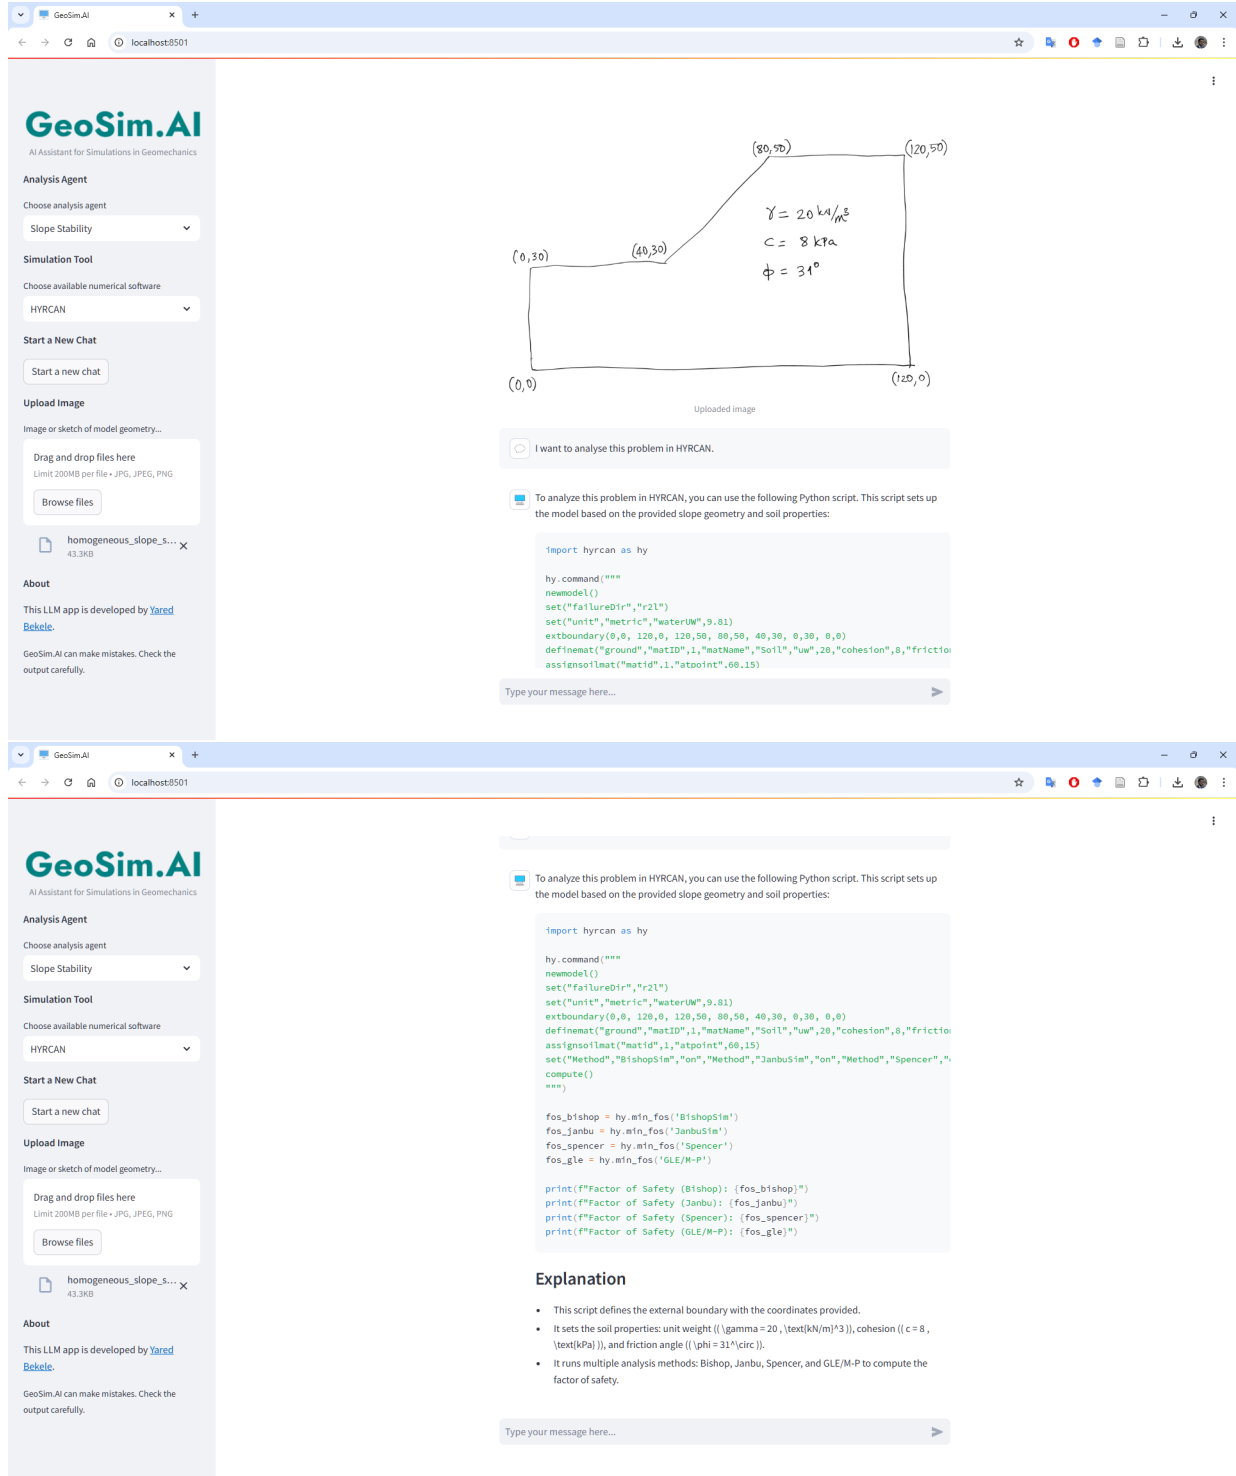 GeoSim.AI
localhost:8501
GeoSim.AI
AI Assistant for Simulations in Geomechanics
Analysis Agent
Choose analysis agent
Slope Stability
Simulation Tool
Choose available numerical software
HYRCAN
Start a New Chat
Start a new chat
Upload Image
Image or sketch of model geometry...
Drag and drop files here
Limit 200MB per file • JPG, JPEG, PNG
Browse files
homogeneous_slope_s...
43.3KB
About
This LLM app is developed by Yared
Bekele.
GeoSim.AI can make mistakes. Check the
output carefully.
(80,50)
(120,50)
γ = 20 kN/m³
c = 8 kPa
ϕ = 31°
(0,30)
(40,30)
(0,0)
(120,0)
Uploaded image
I want to analyse this problem in HYRCAN.
To analyze this problem in HYRCAN, you can use the following Python script. This script sets up
the model based on the provided slope geometry and soil properties:
import hyrcan as hy
hy.command("""
newmodel()
set("failureDir","r2l")
set("unit","metric","waterUW",9.81)
extboundary(0,0, 120,0, 120,50, 80,50, 40,30, 0,30, 0,0)
definemat("ground","matID",1,"matName","Soil","uw",20,"cohesion",8,"frictio
assignsoilmat("matid",1,"atpoint",60,15)
Type your message here...
GeoSim.AI
localhost:8501
GeoSim.AI
AI Assistant for Simulations in Geomechanics
Analysis Agent
Choose analysis agent
Slope Stability
Simulation Tool
Choose available numerical software
HYRCAN
Start a New Chat
Start a new chat
Upload Image
Image or sketch of model geometry...
Drag and drop files here
Limit 200MB per file • JPG, JPEG, PNG
Browse files
homogeneous_slope_s...
43.3KB
About
This LLM app is developed by Yared
Bekele.
GeoSim.AI can make mistakes. Check the
output carefully.
To analyze this problem in HYRCAN, you can use the following Python script. This script sets up
the model based on the provided slope geometry and soil properties:
import hyrcan as hy
hy.command("""
newmodel()
set("failureDir","r2l")
set("unit","metric","waterUW",9.81)
extboundary(0,0, 120,0, 120,50, 80,50, 40,30, 0,30, 0,0)
definemat("ground","matID",1,"matName","Soil","uw",20,"cohesion",8,"frictio
assignsoilmat("matid",1,"atpoint",60,15)
set("Method","BishopSim","on","Method","JanbuSim","on","Method","Spencer","
compute()
""")
fos_bishop = hy.min_fos('BishopSim')
fos_janbu = hy.min_fos('JanbuSim')
fos_spencer = hy.min_fos('Spencer')
fos_gle = hy.min_fos('GLE/M-P')
print(f"Factor of Safety (Bishop): {fos_bishop}")
print(f"Factor of Safety (Janbu): {fos_janbu}")
print(f"Factor of Safety (Spencer): {fos_spencer}")
print(f"Factor of Safety (GLE/M-P): {fos_gle}")
Explanation
• This script defines the external boundary with the coordinates provided.
• It sets the soil properties: unit weight (( \gamma = 20 , \text{kN/m}^3 )), cohesion (( c = 8 ,
\text{kPa} )), and friction angle (( \phi = 31^\circ )).
• It runs multiple analysis methods: Bishop, Janbu, Spencer, and GLE/M-P to compute the
factor of safety.
Type your message here...